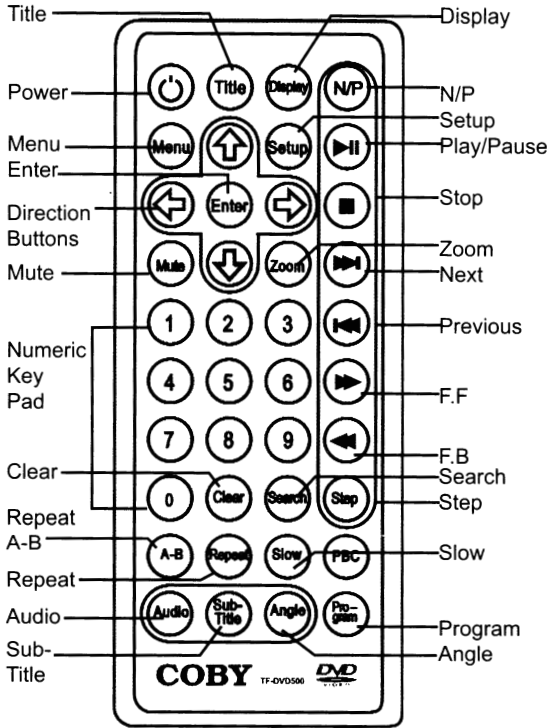 Title
Display
Power
N/P
Setup
Menu
Play/Pause
Enter
Direction
Buttons
Stop
Zoom
Mute
Next
Previous
Numeric
Key
Pad
F.F
F.B
Clear
Search
Step
Repeat
A-B
Slow
Repeat
Audio
Program
Sub-
Title
Angle
Title
Display
N/P
Menu
Setup
Enter
Mute
Zoom
1
2
3
4
5
6
7
8
9
0
Clear
Search
Step
A-B
Repeat
Slow
PBC
Audio
Sub-
Title
Angle
Pro-
gram
COBY TF-DVD500 DVD
VIDEO